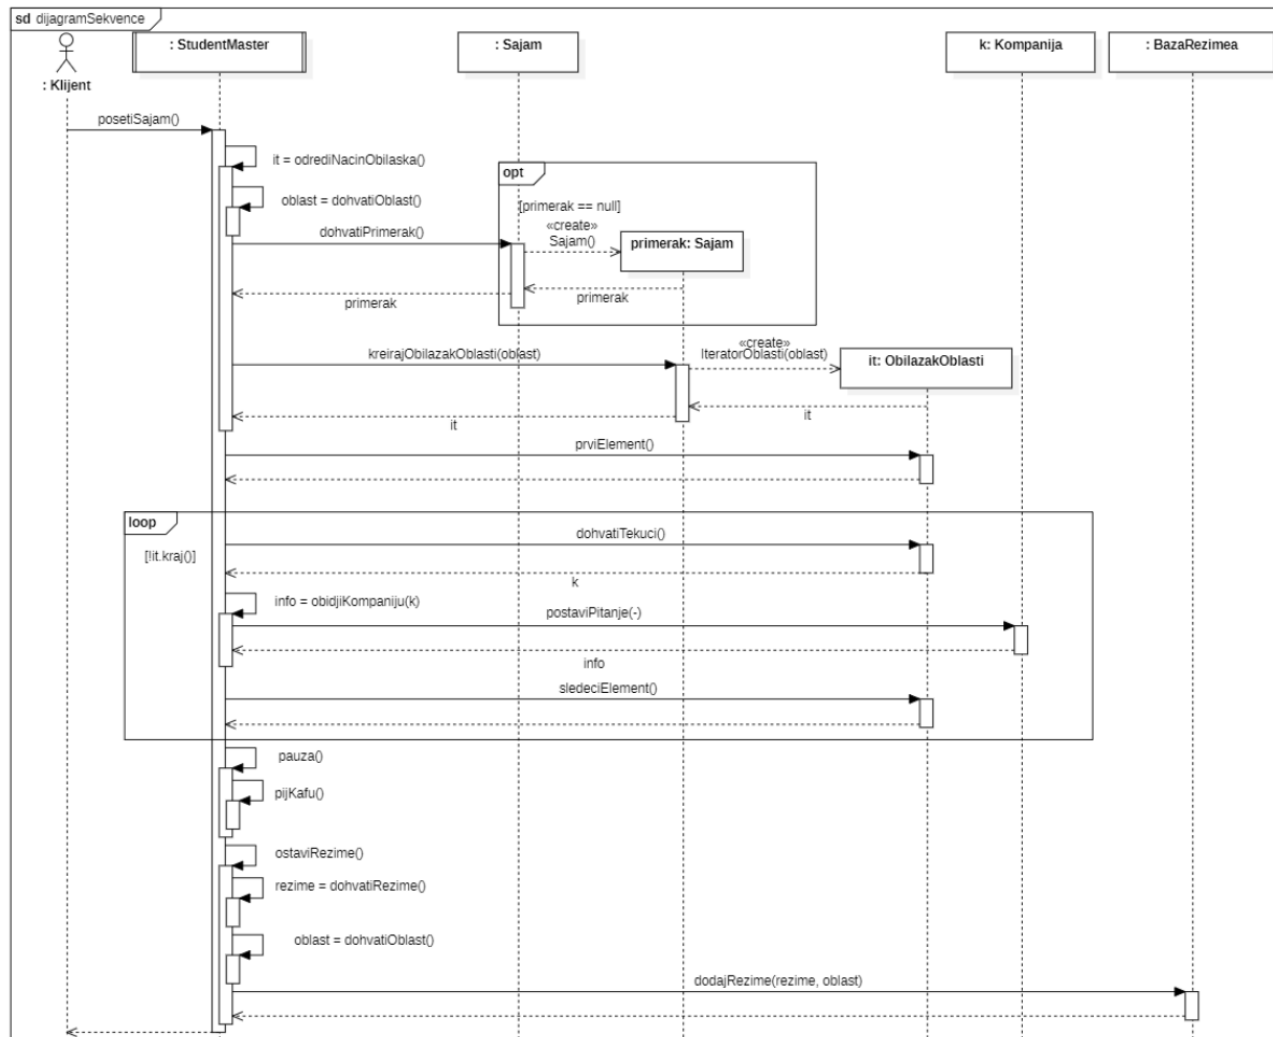 sd dijagramSekvence
: Klijent
: StudentMaster
: Sajam
k: Kompanija
: BazaRezimea
posetiSajam()
it = odrediNacinObilaska()
opt
oblast = dohvatiOblast()
[primerak == null]
«create»
dohvatiPrimerak()
Sajam()
primerak: Sajam
primerak
primerak
«create»
kreirajObilazakOblasti(oblast)
IteratorOblasti(oblast)
it: ObilazakOblasti
it
it
prviElement()
loop
dohvatiTekuci()
[!it.kraj()]
k
info = obidjiKompaniju(k)
postaviPitanje(-)
info
sledeciElement()
pauza()
pijKafu()
ostaviRezime()
rezime = dohvatiRezime()
oblast = dohvatiOblast()
dodajRezime(rezime, oblast)